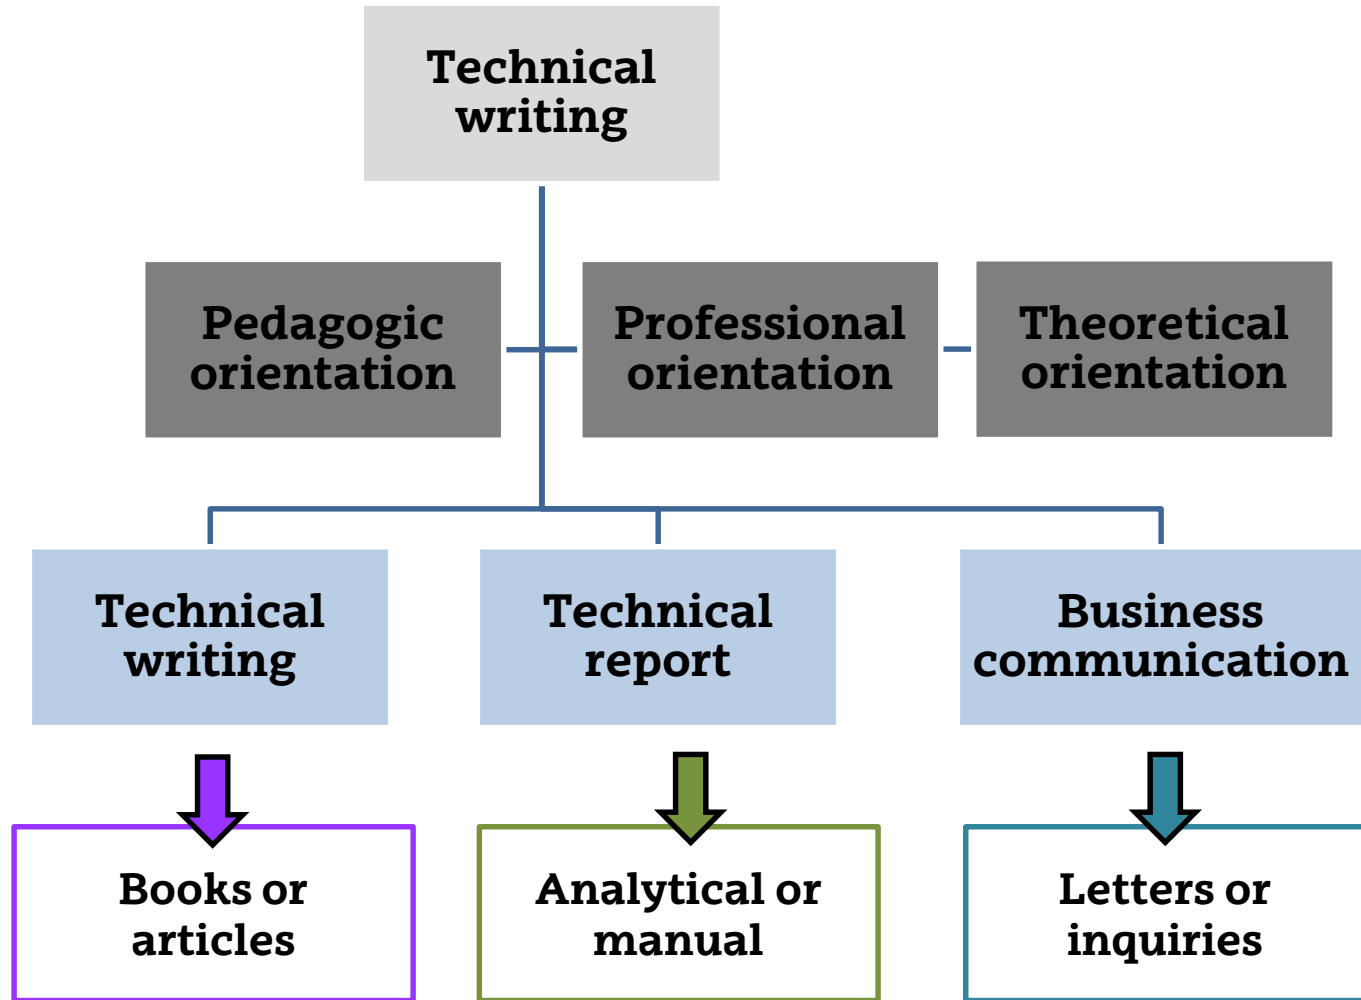 Technical
writing
Pedagogic
orientation
Professional
orientation
Theoretical
orientation
Technical
writing
Technical
report
Business
communication
Books or
articles
Analytical or
manual
Letters or
inquiries